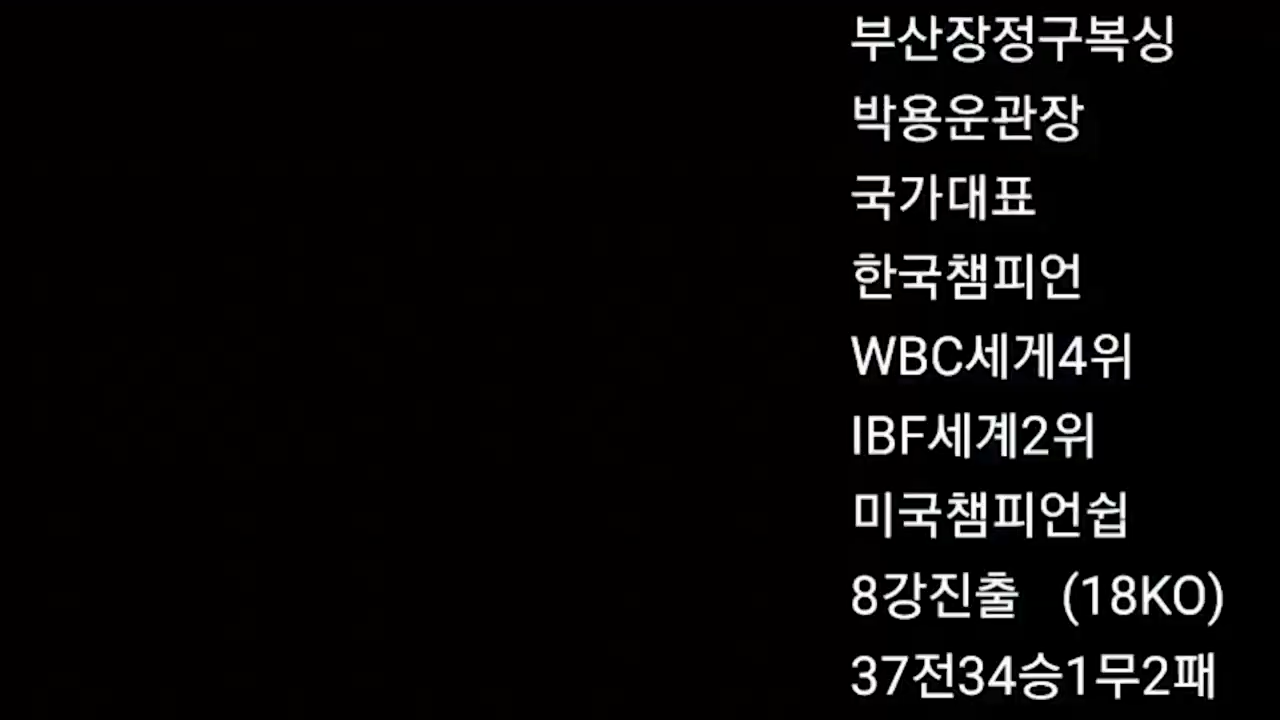 부산장정구복싱
박용운관장
국가대표
한국챔피언
WBC세게4위
IBF세계2위
미국챔피언쉽
8강진출 (18KO)
37전34승1무2패